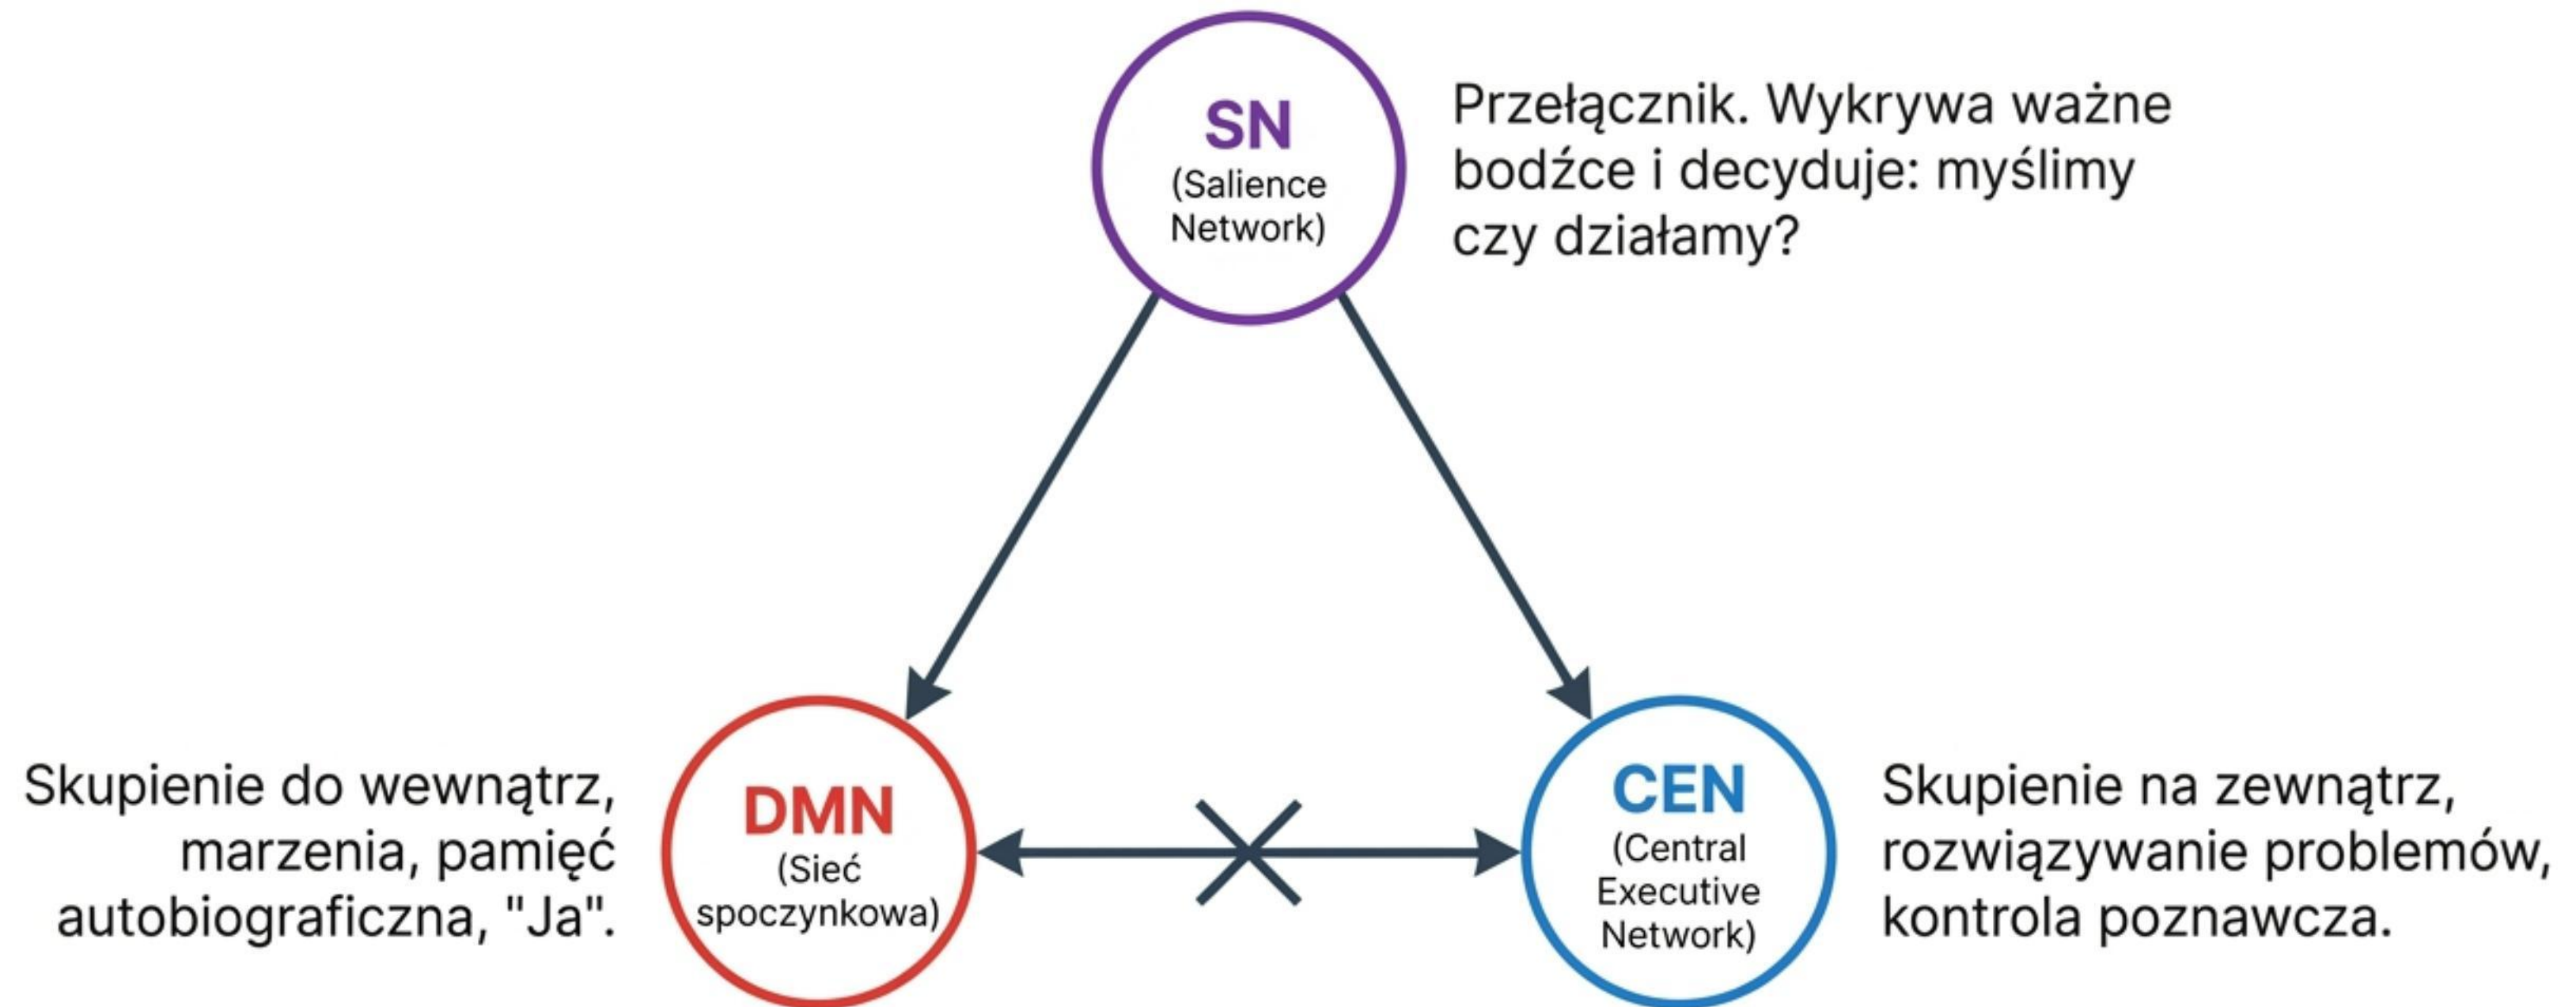 SN
(Salience
Network)
Przełącznik. Wykrywa ważne
bodźce i decyduje: myślimy
czy działamy?
Skupienie do wewnątrz,
marzenia, pamięć
autobiograficzna, "Ja".
DMN
(Sieć
spoczynkowa)
CEN
(Central
Executive
Network)
Skupienie na zewnątrz,
rozwiązywanie problemów,
kontrola poznawcza.